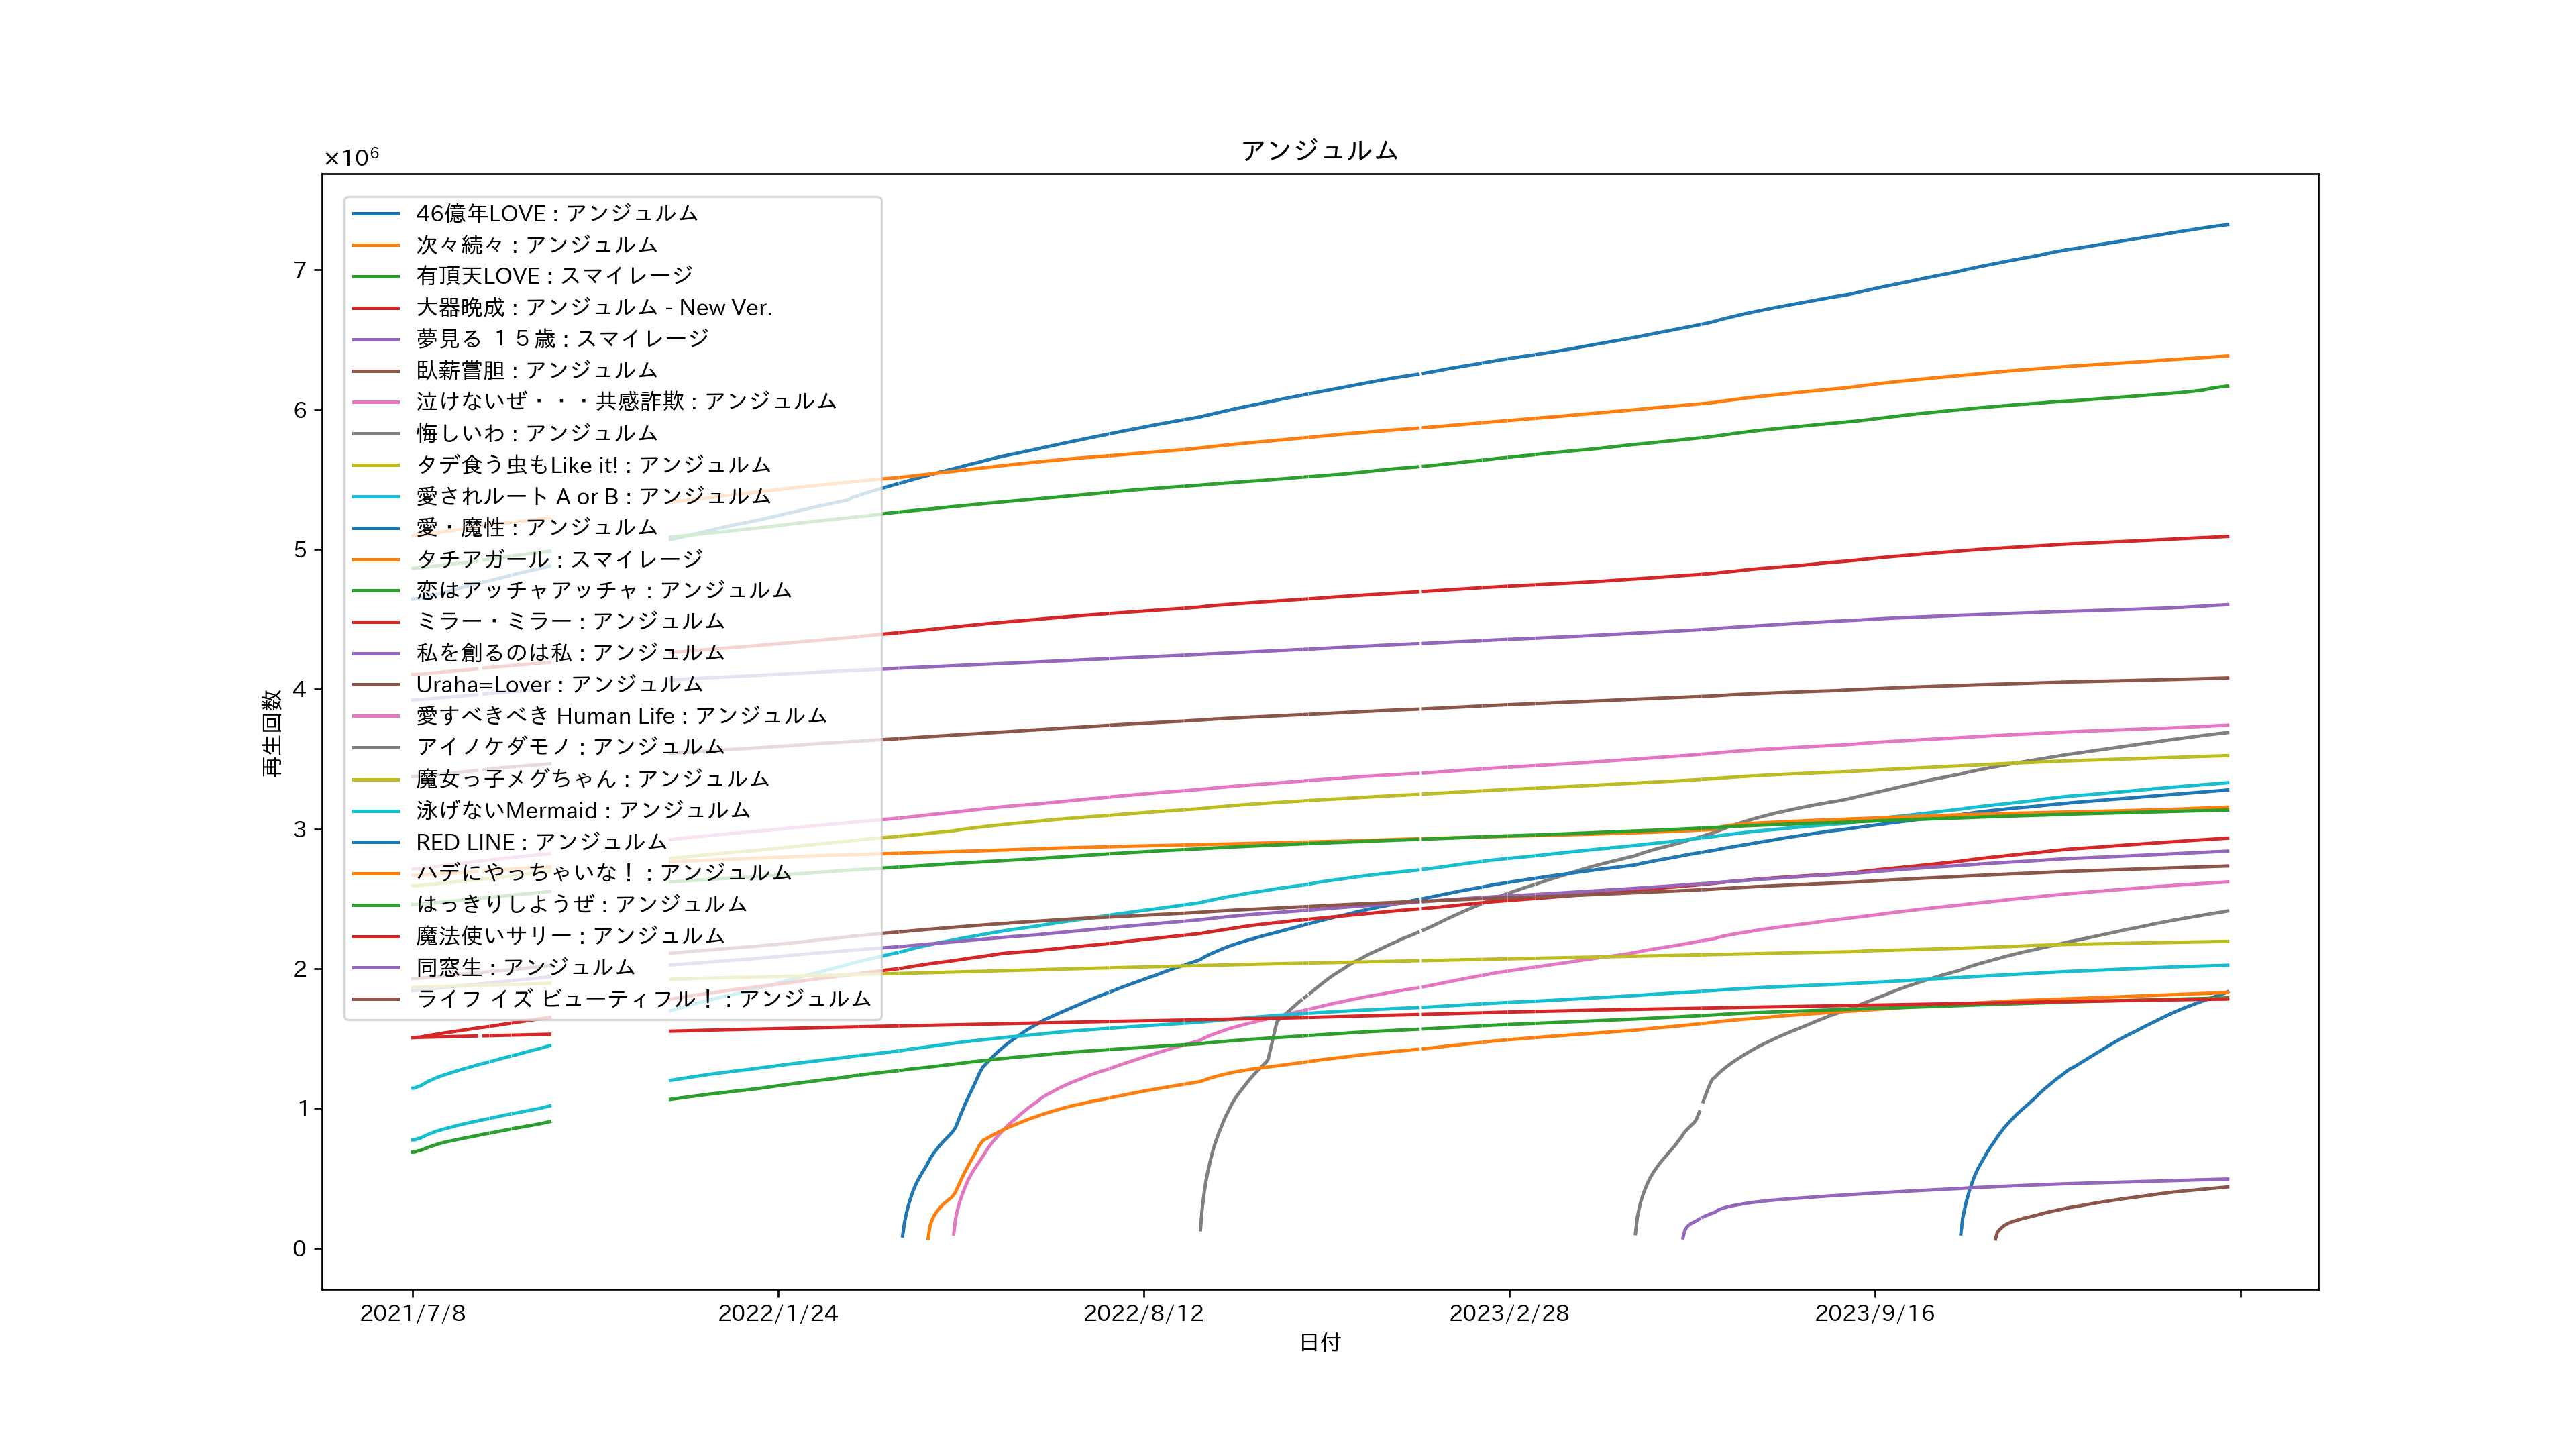 アンジュルム
×10⁶
46億年LOVE : アンジュルム
次々続々 : アンジュルム
有頂天LOVE : スマイレージ
大器晩成 : アンジュルム - New Ver.
夢見る １５歳 : スマイレージ
臥薪嘗胆 : アンジュルム
泣けないぜ・・・共感詐欺 : アンジュルム
悔しいわ : アンジュルム
タデ食う虫もLike it! : アンジュルム
愛されルート A or B : アンジュルム
愛・魔性 : アンジュルム
タチアガール : スマイレージ
恋はアッチャアッチャ : アンジュルム
ミラー・ミラー : アンジュルム
私を創るのは私 : アンジュルム
Uraha=Lover : アンジュルム
愛すべきべき Human Life : アンジュルム
アイノケダモノ : アンジュルム
魔女っ子メグちゃん : アンジュルム
泳げないMermaid : アンジュルム
RED LINE : アンジュルム
ハデにやっちゃいな！ : アンジュルム
はっきりしようぜ : アンジュルム
魔法使いサリー : アンジュルム
同窓生 : アンジュルム
ライフ イズ ビューティフル！ : アンジュルム
7
6
5
4
3
2
1
0
再生回数
2021/7/8
2022/1/24
2022/8/12
2023/2/28
2023/9/16
日付